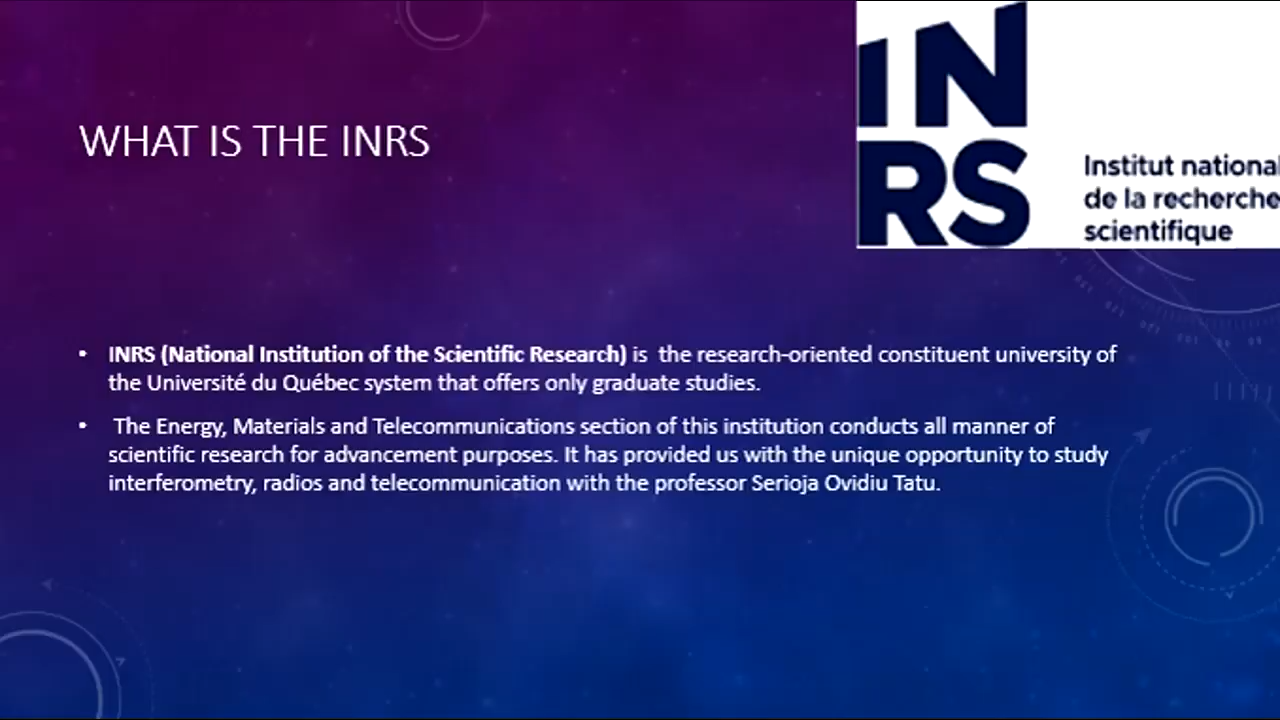 IN
RS
Institut national
de la recherche
scientifique
WHAT IS THE INRS
• INRS (National Institution of the Scientific Research) is  the research-oriented constituent university of
the Université du Québec system that offers only graduate studies.
• The Energy, Materials and Telecommunications section of this institution conducts all manner of
scientific research for advancement purposes. It has provided us with the unique opportunity to study
interferometry, radios and telecommunication with the professor Serioja Ovidiu Tatu.